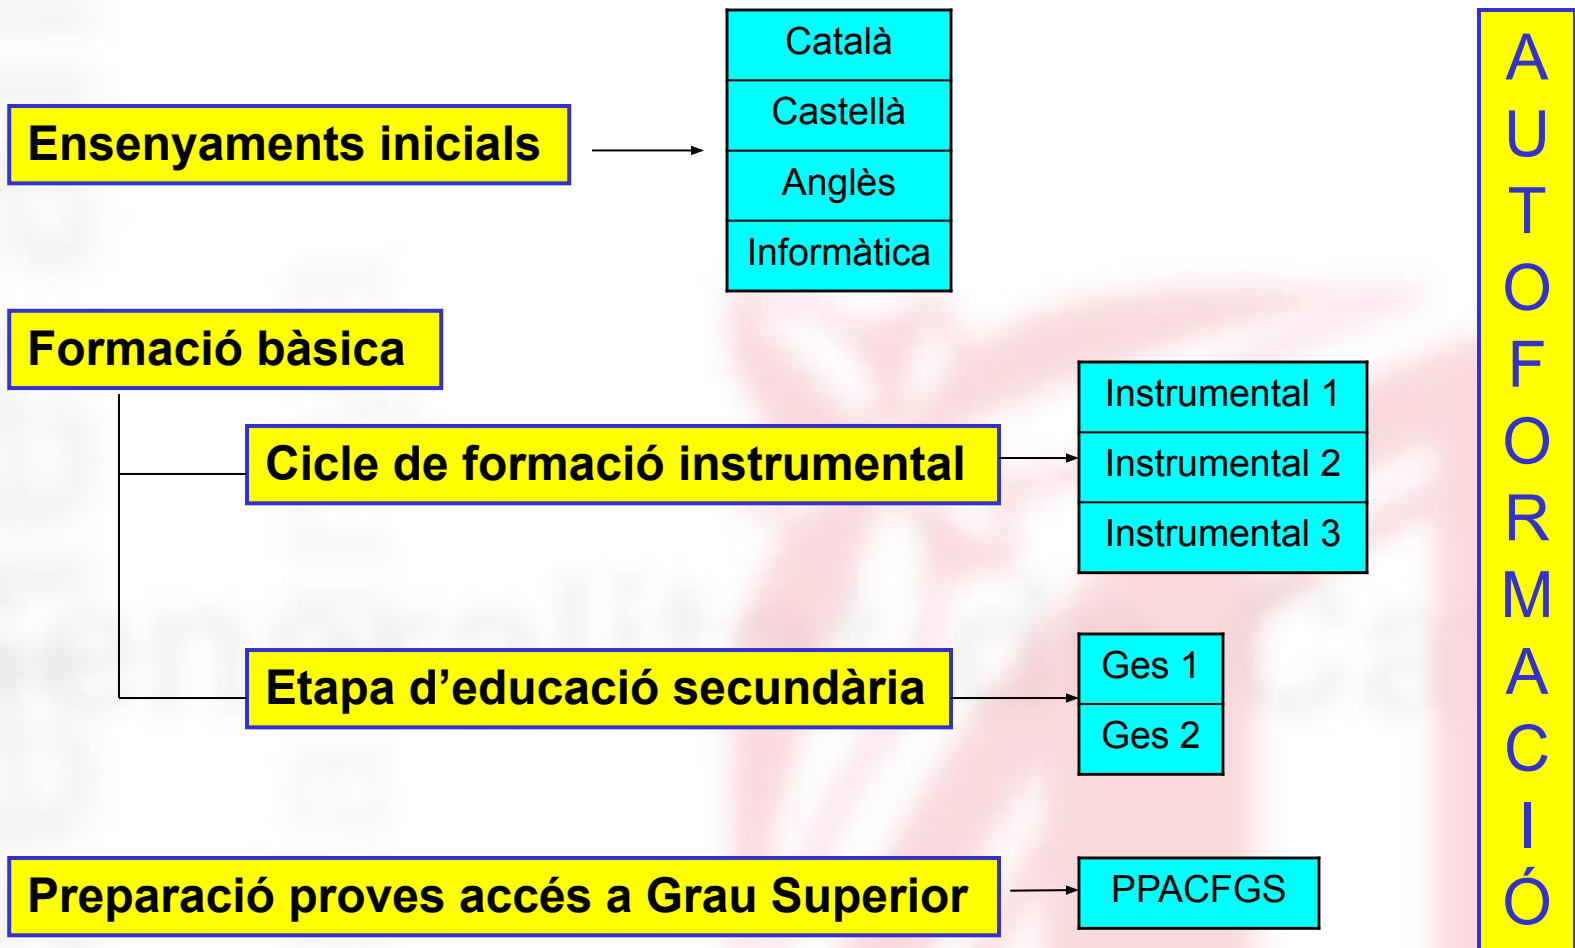 Català
Castellà
Anglès
Informàtica
Ensenyaments inicials
Formació bàsica
Cicle de formació instrumental
Instrumental 1
Instrumental 2
Instrumental 3
Etapa d’educació secundària
Ges 1
Ges 2
Preparació proves accés a Grau Superior
PPACFGS
A
U
T
O
F
O
R
M
A
C
I
Ó